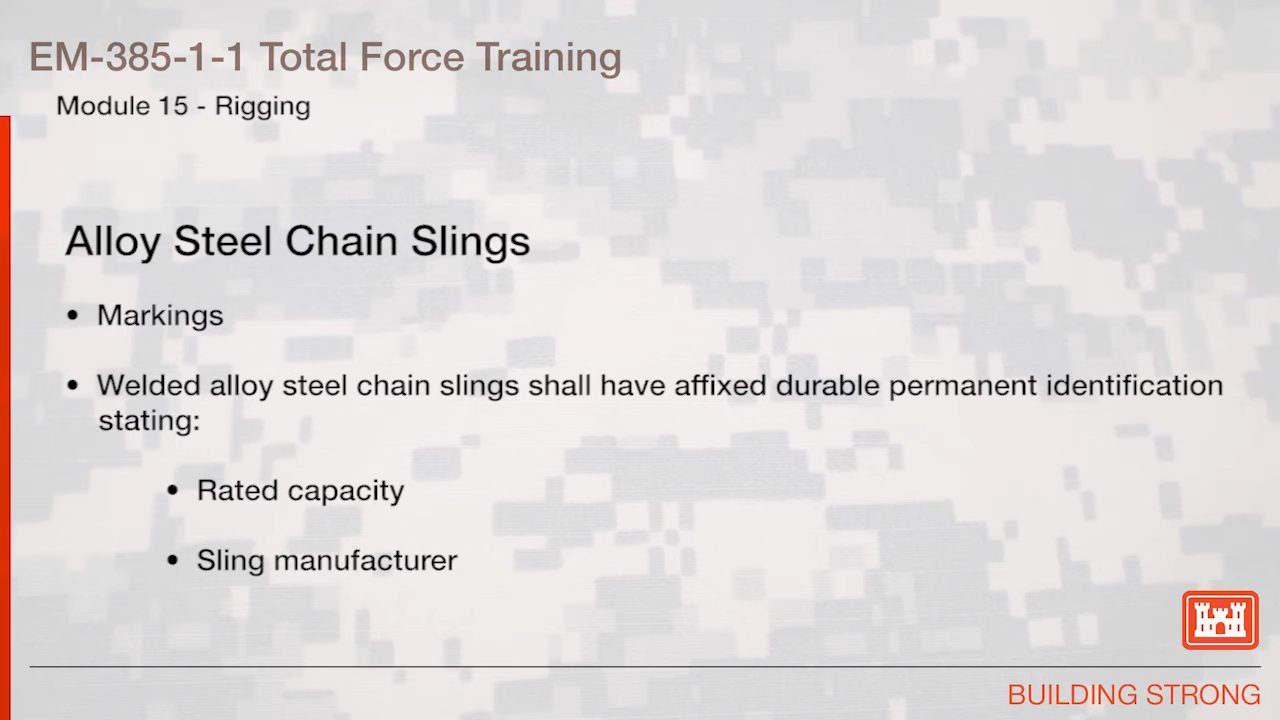 EM-385-1-1 Total Force Training
Module 15 - Rigging
Alloy Steel Chain Slings
• Markings
• Welded alloy steel chain slings shall have affixed durable permanent identification
stating:
• Rated capacity
• Sling manufacturer
BUILDING STRONG